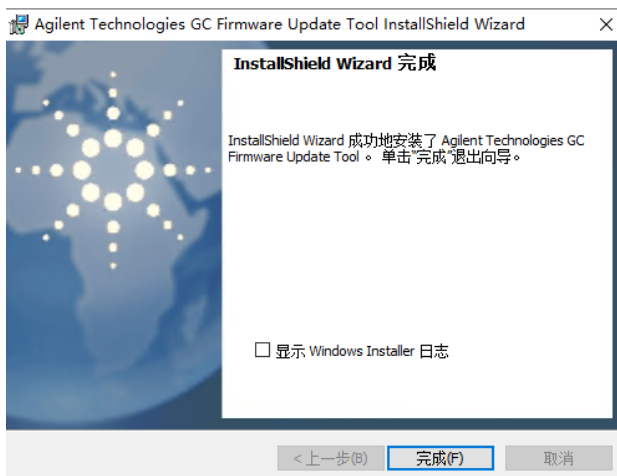 Agilent Technologies GC Firmware Update Tool InstallShield Wizard
InstallShield Wizard 完成
InstallShield Wizard 成功地安装了 Agilent Technologies GC
Firmware Update Tool 。 单击"完成"退出向导。
显示 Windows Installer 日志
< 上一步(B) 完成(F) 取消